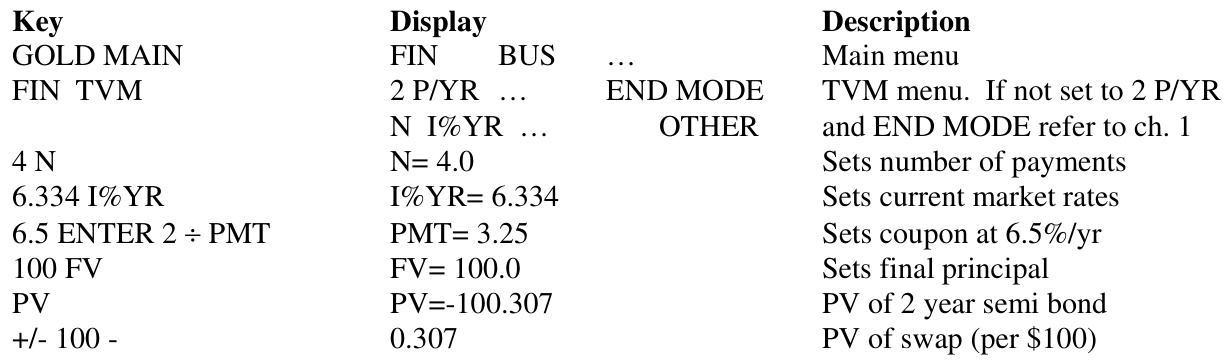 Key Display Description
GOLD MAIN FIN BUS … Main menu
FIN TVM 2 P/YR … END MODE TVM menu. If not set to 2 P/YR
N I%YR … OTHER and END MODE refer to ch. 1
4 N N= 4.0 Sets number of payments
6.334 I%YR I%YR= 6.334 Sets current market rates
6.5 ENTER 2 ÷ PMT PMT= 3.25 Sets coupon at 6.5%/yr
100 FV FV= 100.0 Sets final principal
PV PV=-100.307 PV of 2 year semi bond
+/- 100 - 0.307 PV of swap (per $100)